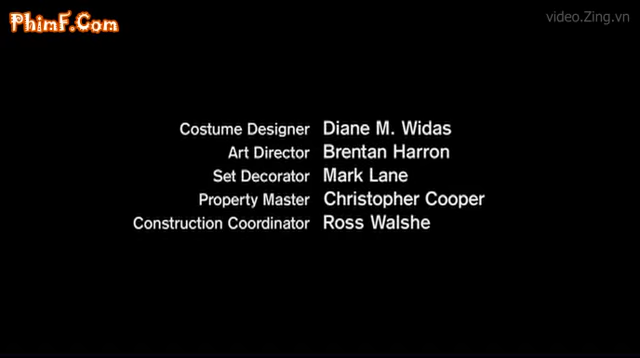 PhimF.Com
video.Zing.vn
Costume Designer Diane M. Widas
Art Director Brentan Harron
Set Decorator Mark Lane
Property Master Christopher Cooper
Construction Coordinator Ross Walshe